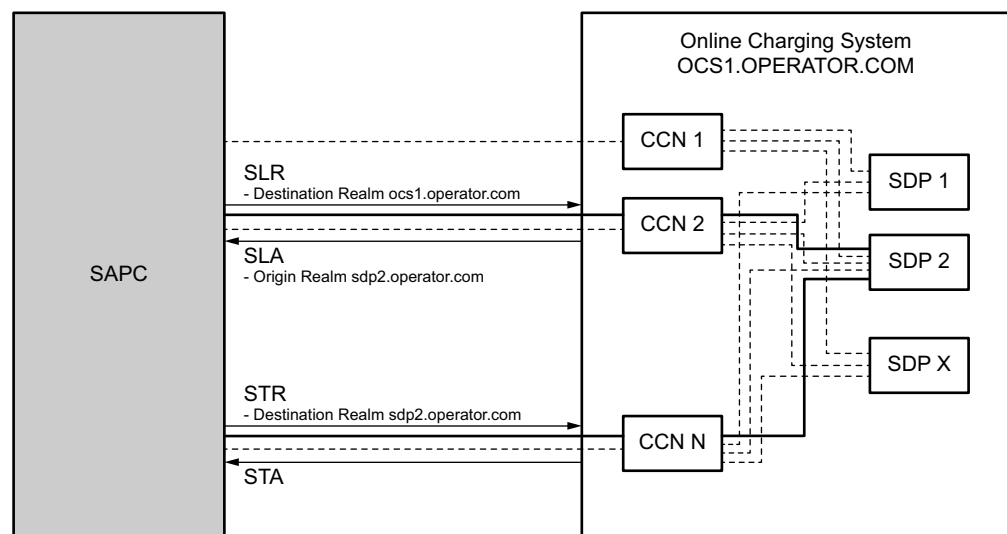 Online Charging System
OCS1.OPERATOR.COM
CCN 1
SLR
- Destination Realm ocs1.operator.com
SDP 1
CCN 2
SLA
- Origin Realm sdp2.operator.com
SDP 2
SAPC
SDP X
STR
- Destination Realm sdp2.operator.com
CCN N
STA